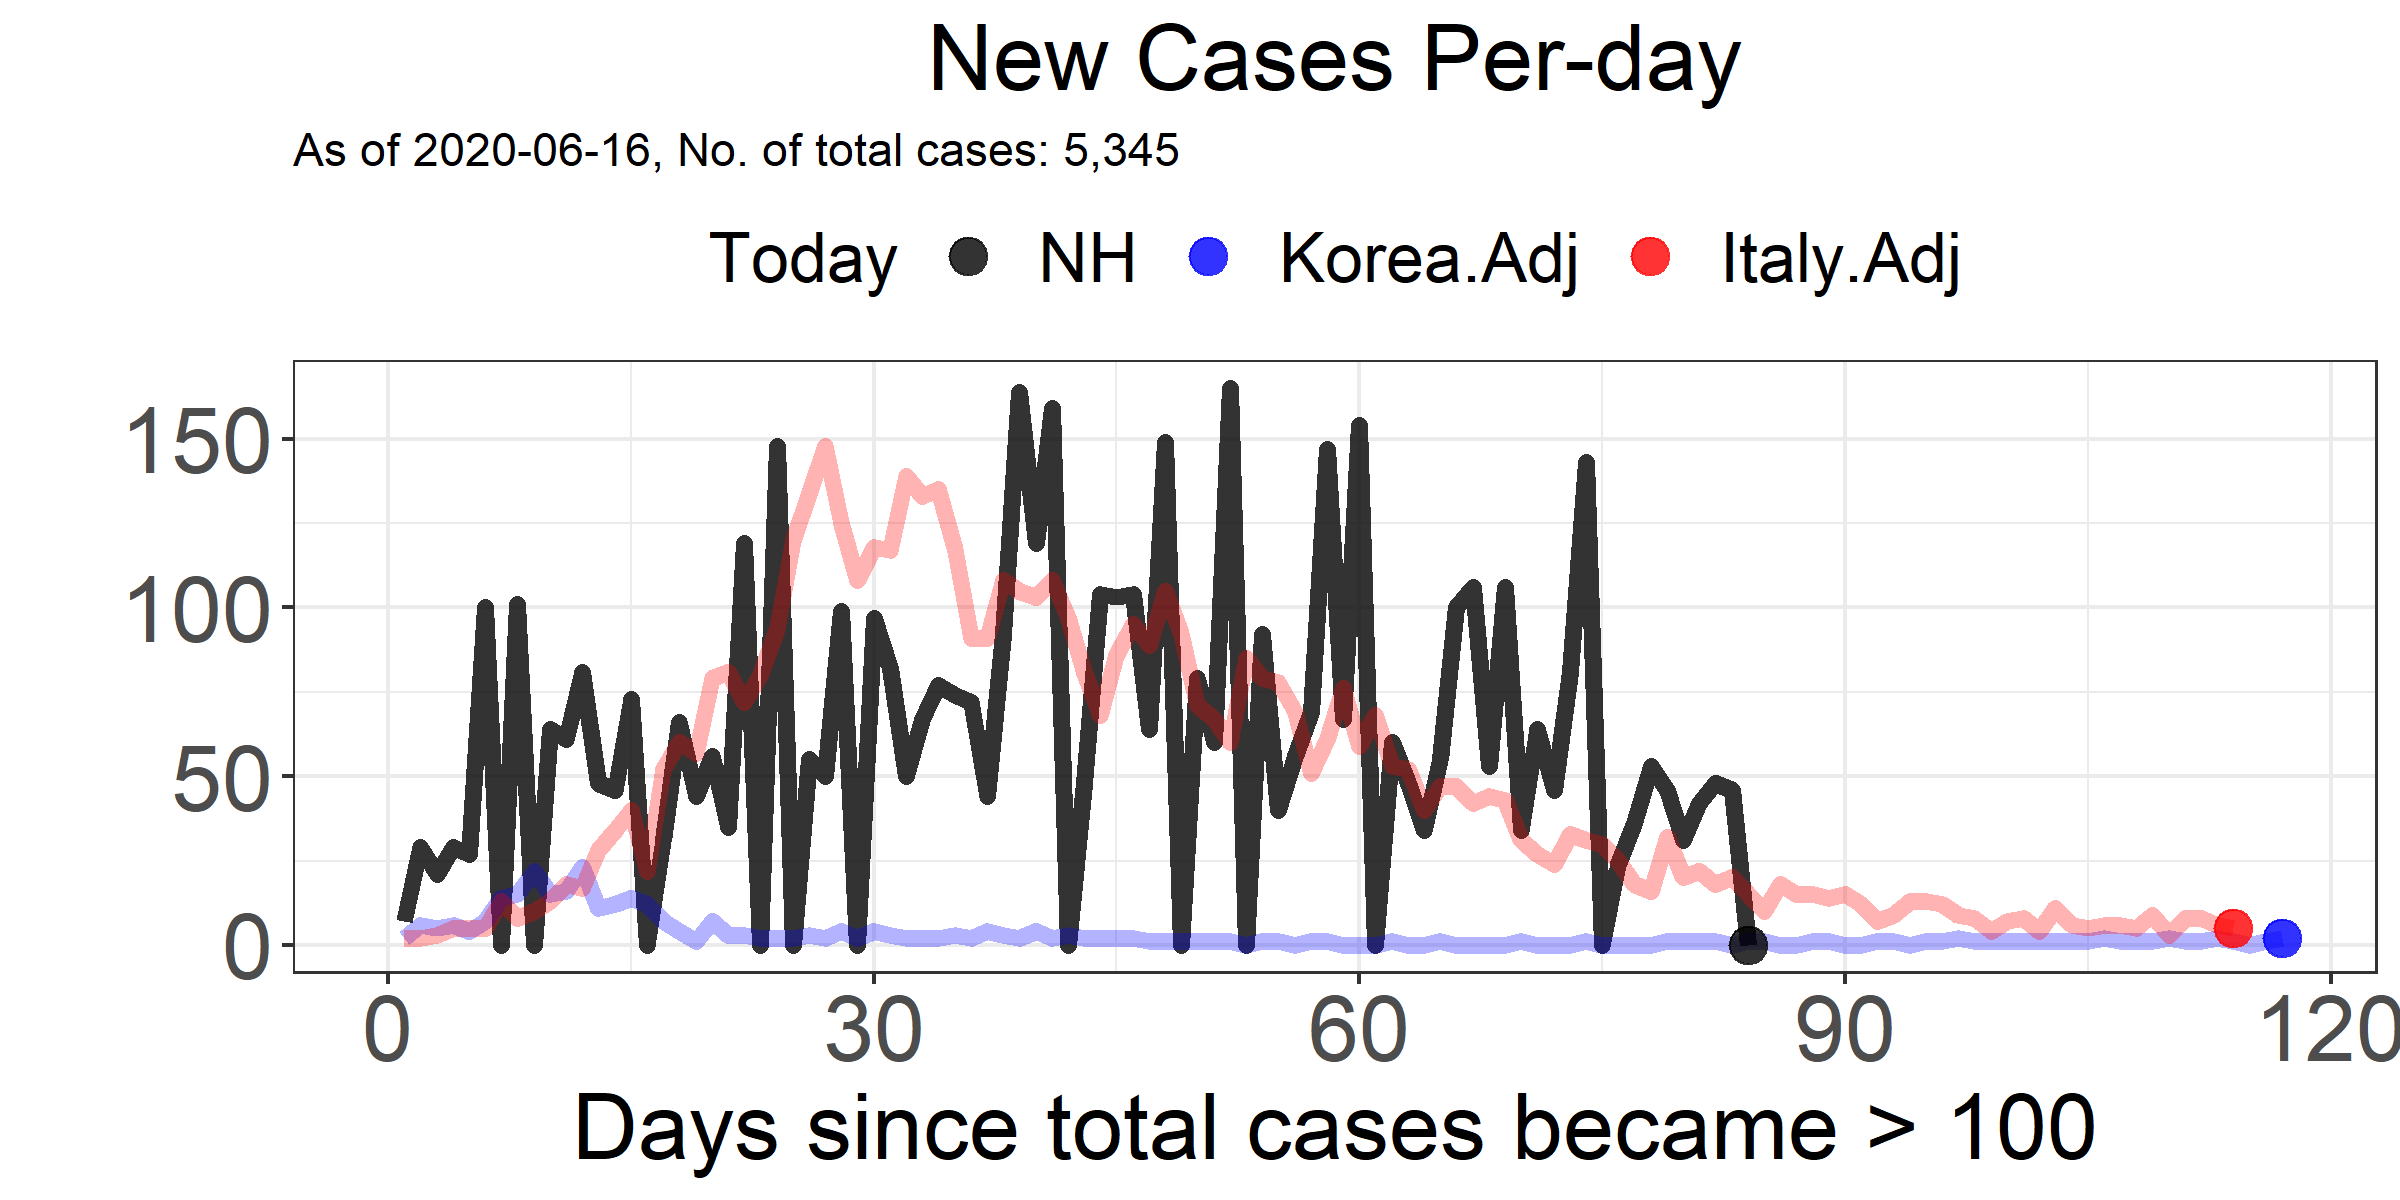 New Cases Per-day
As of 2020-06-16, No. of total cases: 5,345
Today NH Korea.Adj Italy.Adj
150
100
50
0
0 30 60 90 120
Days since total cases became > 100